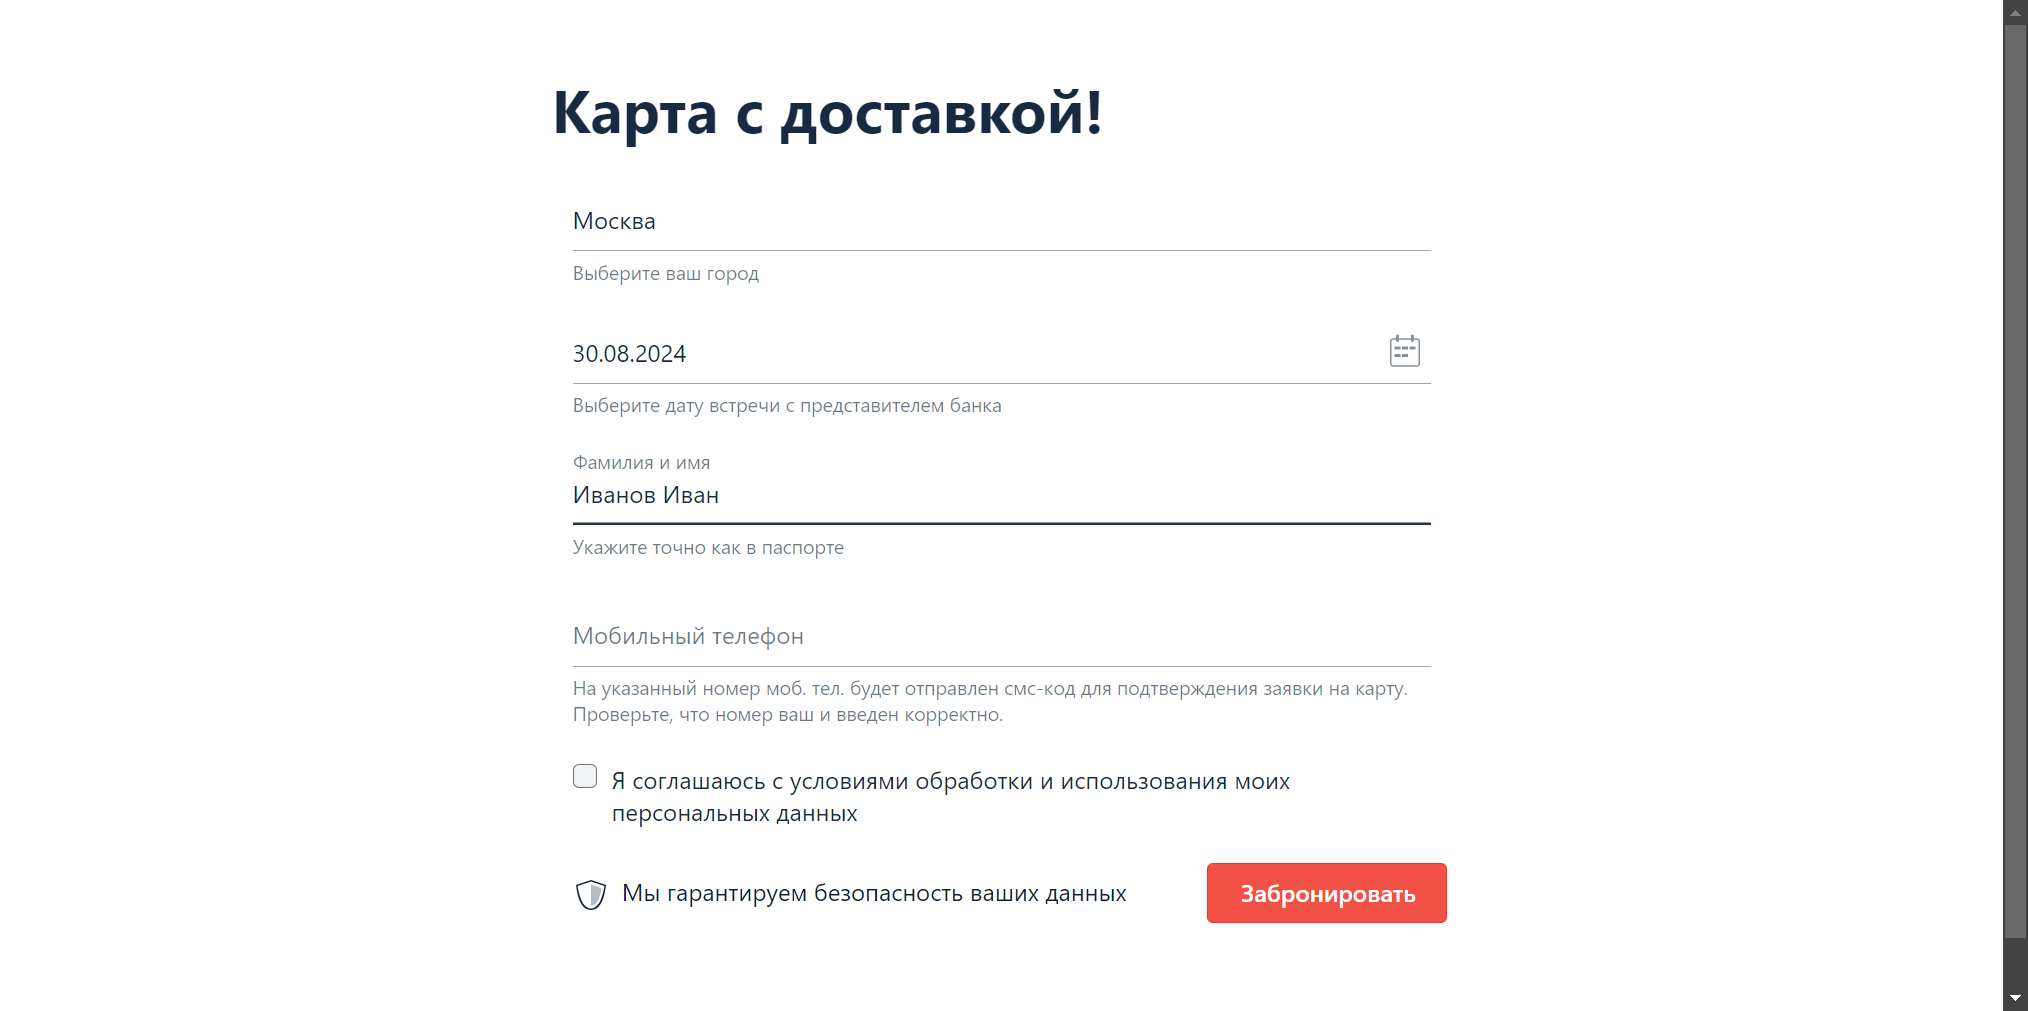 Карта с доставкой!
Москва
Выберите ваш город
30.08.2024
Выберите дату встречи с представителем банка
Фамилия и имя
Иванов Иван
Укажите точно как в паспорте
Мобильный телефон
На указанный номер моб. тел. будет отправлен смс-код для подтверждения заявки на карту.
Проверьте, что номер ваш и введен корректно.
Я соглашаюсь с условиями обработки и использования моих
персональных данных
Мы гарантируем безопасность ваших данных
Забронировать